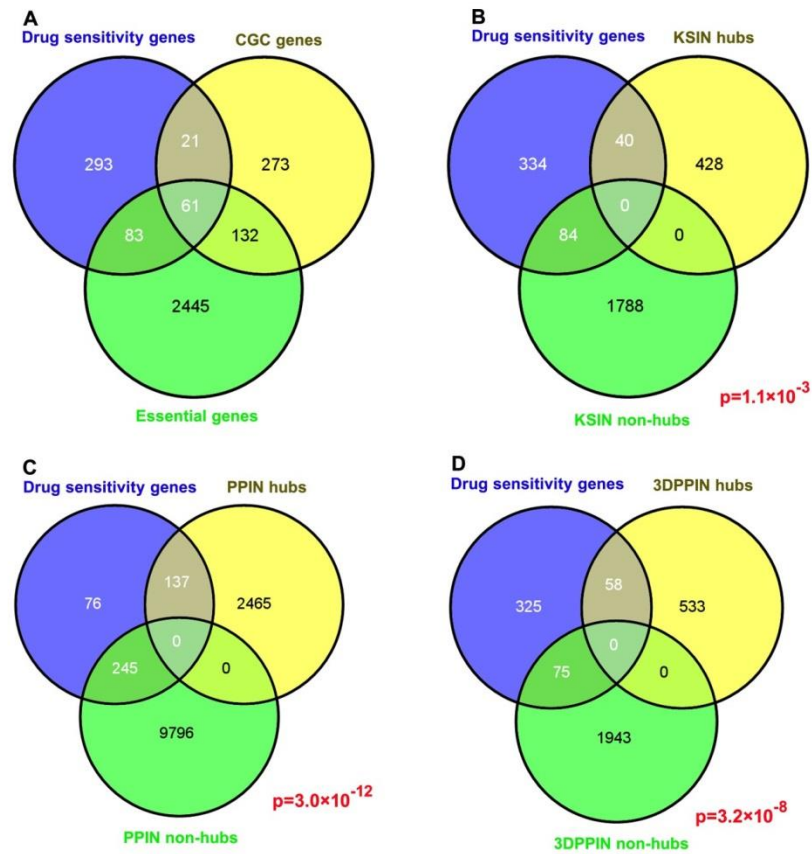 A
Drug sensitivity genes
CGC genes
293
21
273
61
83
132
2445
Essential genes
B
Drug sensitivity genes
KSIN hubs
334
40
428
0
84
0
1788
KSIN non-hubs
p=1.1×10⁻³
C
Drug sensitivity genes
PPIN hubs
76
137
2465
0
245
0
9796
PPIN non-hubs
p=3.0×10⁻¹²
D
Drug sensitivity genes
3DPPIN hubs
325
58
533
0
75
0
1943
3DPPIN non-hubs
p=3.2×10⁻⁸